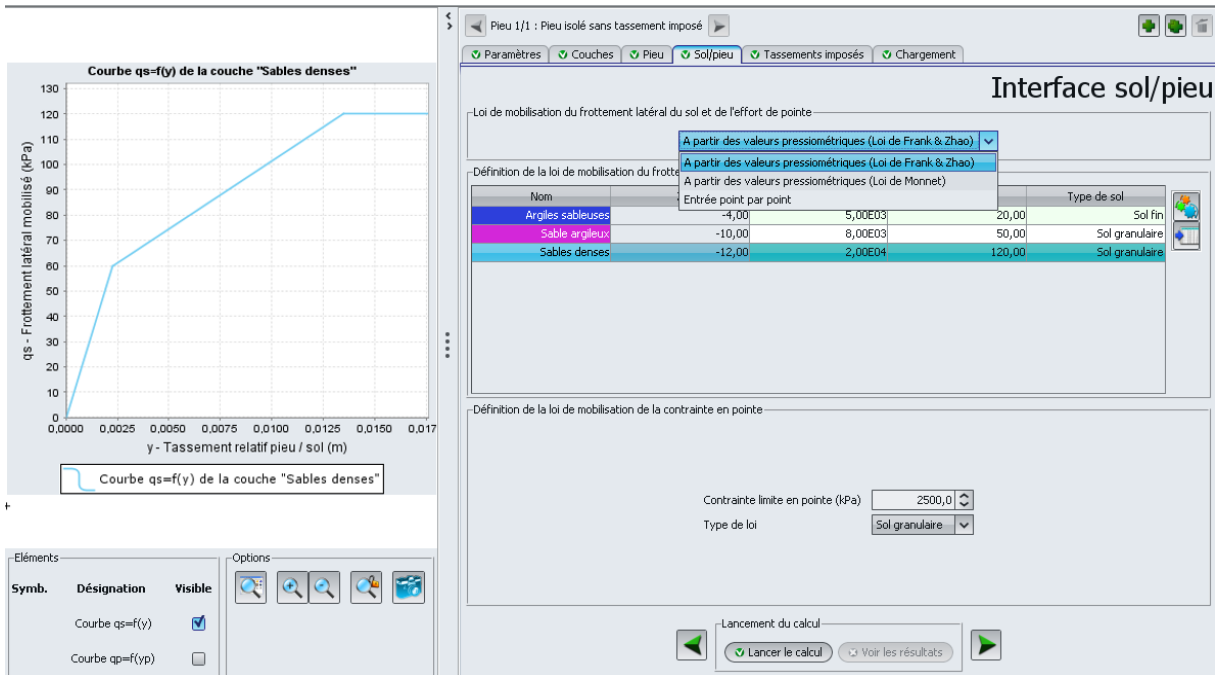 Courbe qs=f(y) de la couche "Sables denses"
130
120
110
100
90
80
70
60
50
40
30
20
10
0
qs - Frottement latéral mobilisé (kPa)
0,0000 0,0025 0,0050 0,0075 0,0100 0,0125 0,0150 0,017
y - Tassement relatif pieu / sol (m)
Courbe qs=f(y) de la couche "Sables denses"
Eléments
Symb. Désignation Visible
Courbe qs=f(y)
Courbe qp=f(yp)
Options
Pieu 1/1 : Pieu isolé sans tassement imposé
Paramètres Couches Pieu Sol/pieu Tassements imposés Chargement
Interface sol/pieu
Loi de mobilisation du frottement latéral du sol et de l'effort de pointe
A partir des valeurs pressiométriques (Loi de Frank & Zhao)
A partir des valeurs pressiométriques (Loi de Frank & Zhao)
A partir des valeurs pressiométriques (Loi de Monnet)
Entrée point par point
Définition de la loi de mobilisation du frotte
Nom Type de sol
Argiles sableuses -4,00 5,00E03 20,00 Sol fin
Sable argileux -10,00 8,00E03 50,00 Sol granulaire
Sables denses -12,00 2,00E04 120,00 Sol granulaire
Définition de la loi de mobilisation de la contrainte en pointe
Contrainte limite en pointe (kPa) 2500,0
Type de loi Sol granulaire
Lancement du calcul
Lancer le calcul Voir les résultats